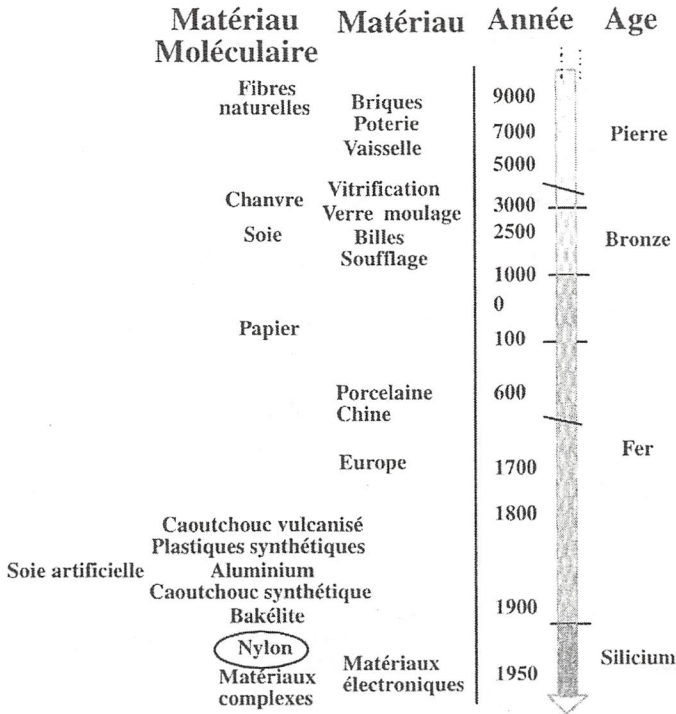 Matériau Matériau Année Age
Moléculaire
Fibres
naturelles
Briques
9000
Poterie
7000
Pierre
Vaisselle
5000
Vitrification
Chanvre
3000
Verre moulage
Soie
Billes
2500
Bronze
Soufflage
1000
0
Papier
100
Porcelaine
600
Chine
Fer
Europe
1700
1800
Caoutchouc vulcanisé
Plastiques synthétiques
Soie artificielle Aluminium
Caoutchouc synthétique
1900
Bakélite
Nylon
Silicium
Matériaux
électroniques
1950
Matériaux
complexes